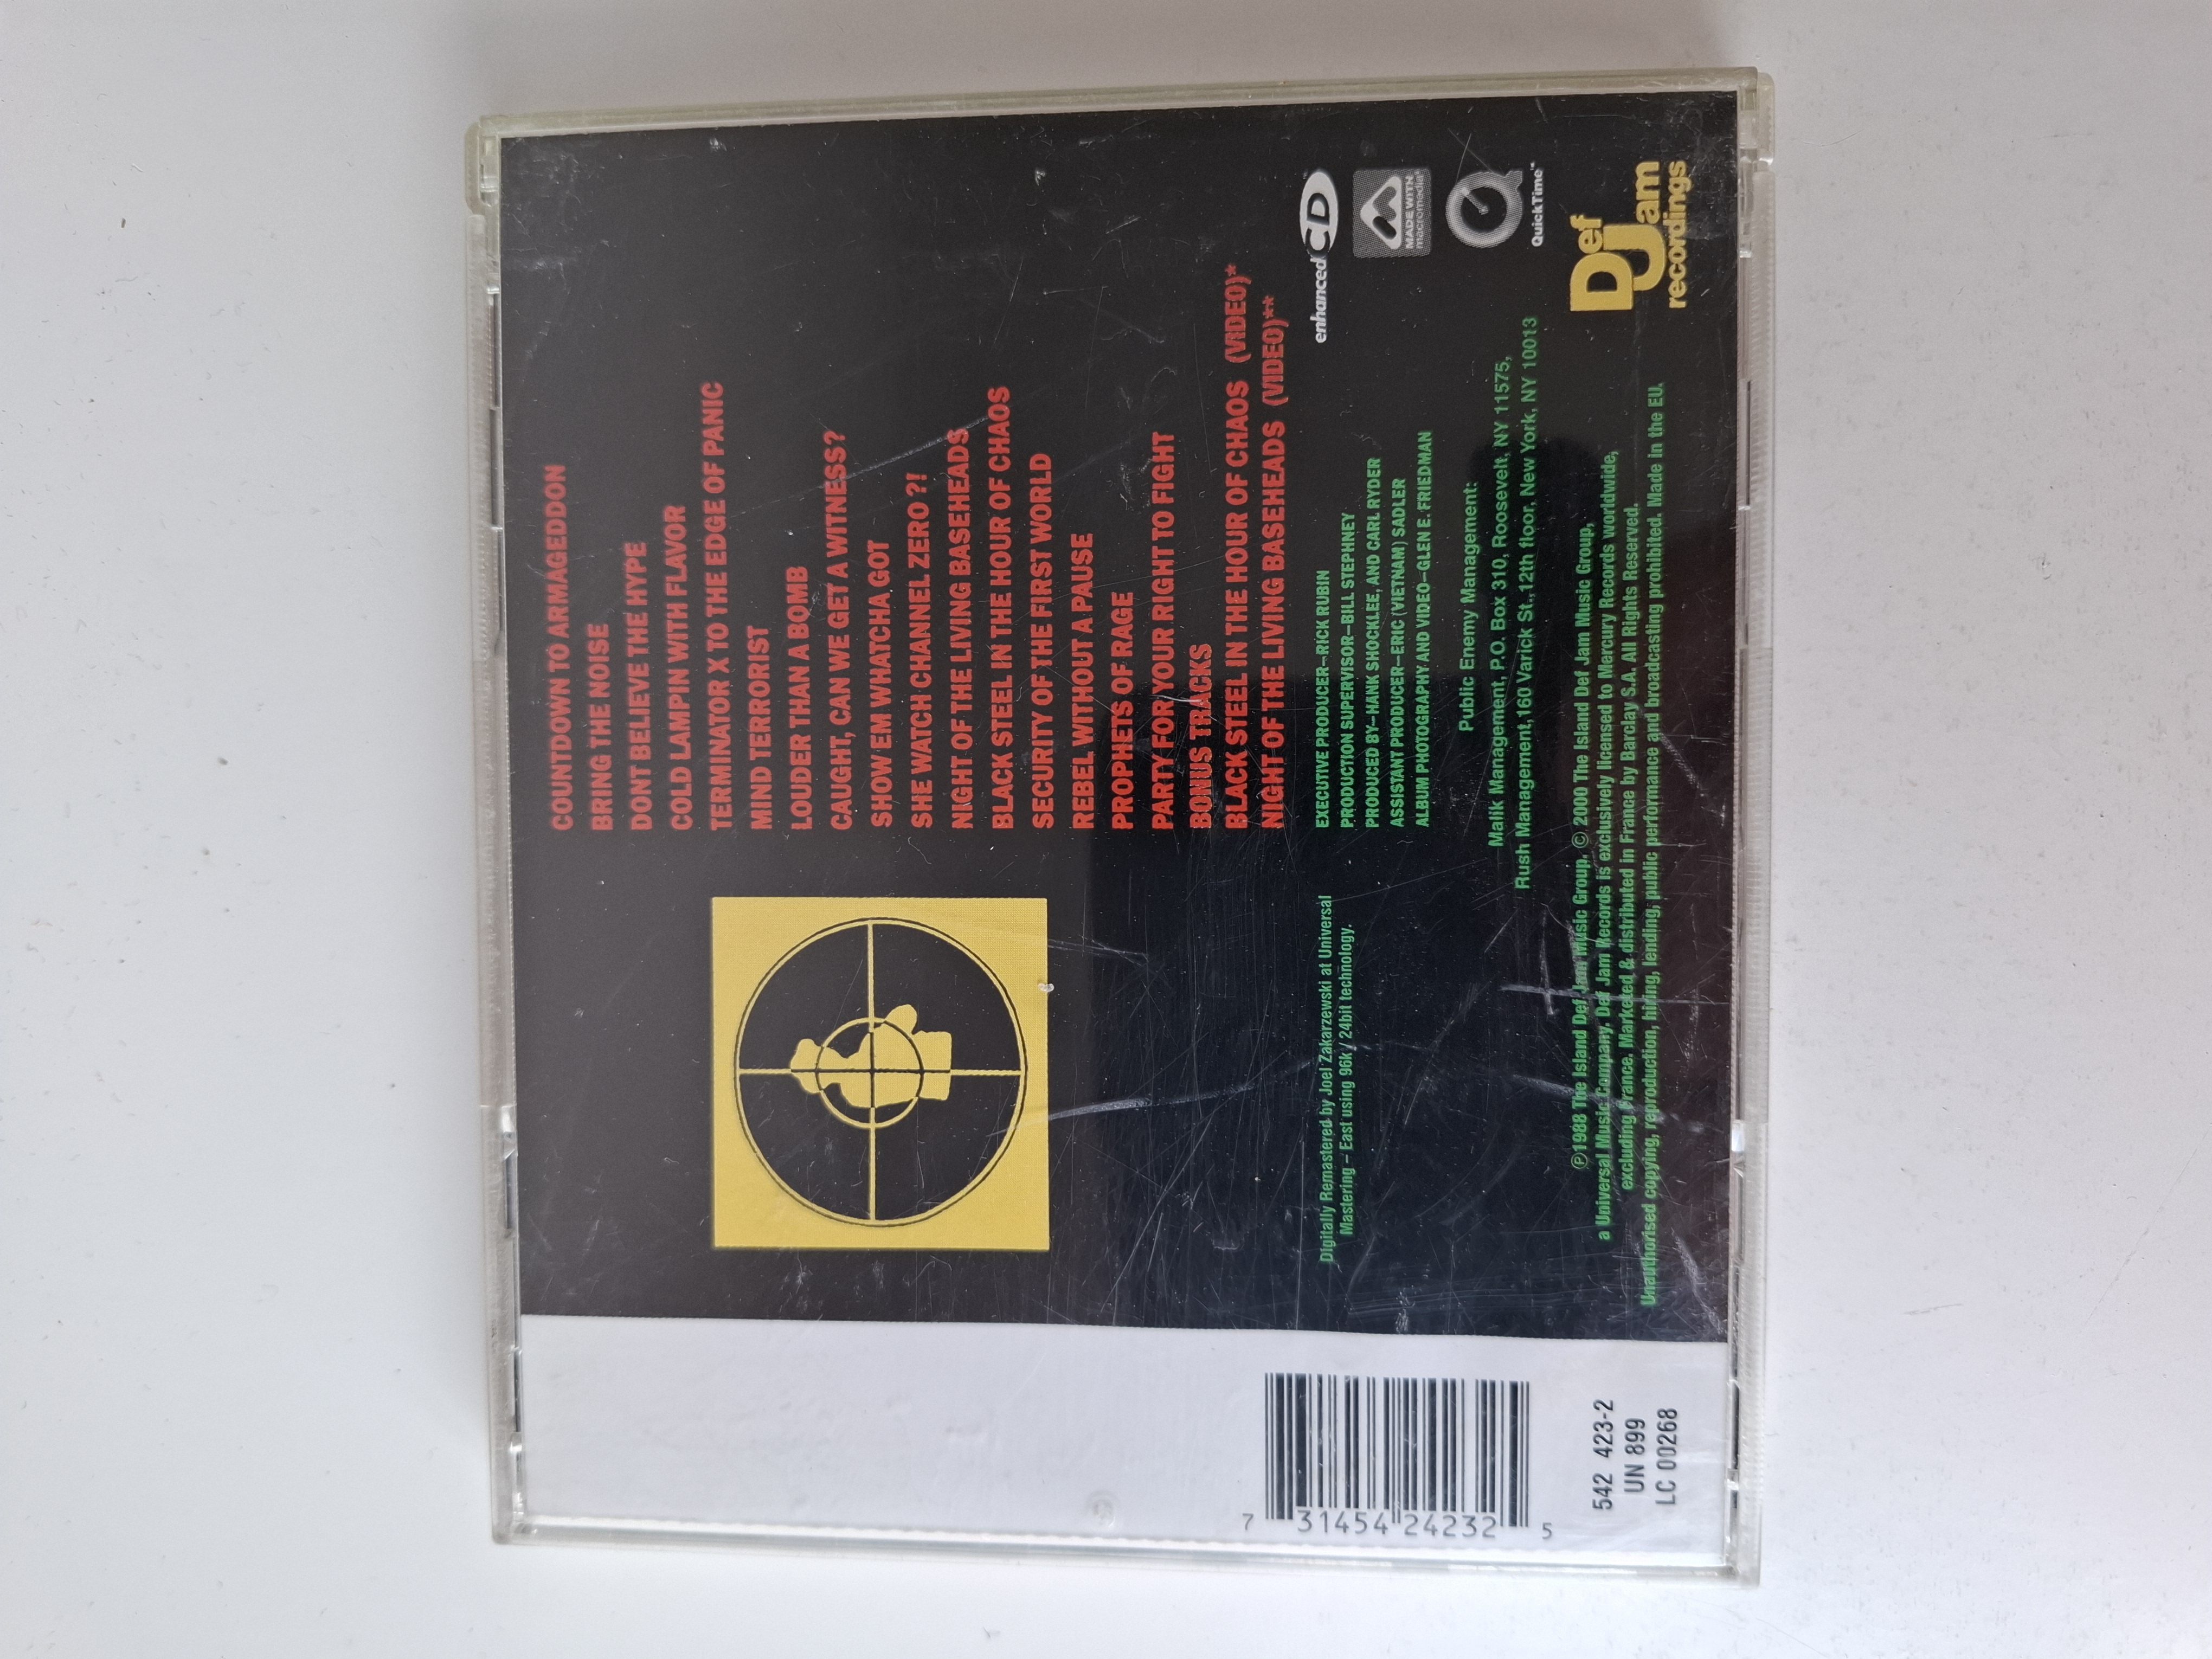 COUNTDOWN TO ARMAGEDDON
BRING THE NOISE
DONT BELIEVE THE HYPE
COLD LAMPIN WITH FLAVOR
TERMINATOR X TO THE EDGE OF PANIC
MIND TERRORIST
LOUDER THAN A BOMB
CAUGHT, CAN WE GET A WITNESS?
SHOW EM WHATCHA GOT
SHE WATCH CHANNEL ZERO ?!
NIGHT OF THE LIVING BASEHEADS
BLACK STEEL IN THE HOUR OF CHAOS
SECURITY OF THE FIRST WORLD
REBEL WITHOUT A PAUSE
PROPHETS OF RAGE
PARTY FOR YOUR RIGHT TO FIGHT
BONUS TRACKS
BLACK STEEL IN THE HOUR OF CHAOS (VIDEO)*
NIGHT OF THE LIVING BASEHEADS (VIDEO)**
EXECUTIVE PRODUCER–RICK RUBIN
PRODUCTION SUPERVISOR–BILL STEPHNEY
PRODUCED BY–HANK SHOCKLEE, AND CARL RYDER
ASSISTANT PRODUCER–ERIC (VIETNAM) SADLER
ALBUM PHOTOGRAPHY AND VIDEO–GLEN E. FRIEDMAN
Digitally Remastered by Joel Zakarzewski at Universal
Mastering – East using 96k / 24bit technology.
Public Enemy Management:
Malik Management, P.O. Box 310, Roosevelt, NY 11575,
Rush Management,160 Varick St.,12th floor, New York, NY 10013
℗1988 The Island Def Jam Music Group, © 2000 The Island Def Jam Music Group,
a Universal Music Company. Def Jam Records is exclusively licensed to Mercury Records worldwide,
excluding France. Marketed & distributed in France by Barclay S.A. All Rights Reserved.
Unauthorised copying, reproduction, hiring, lending, public performance and broadcasting prohibited. Made in the EU.
enhanced CD™
MADE WITH
macromedia®
QuickTime™
Def
Jam
recordings
7 31454 24232 5
542 423-2
UN 899
LC 00268